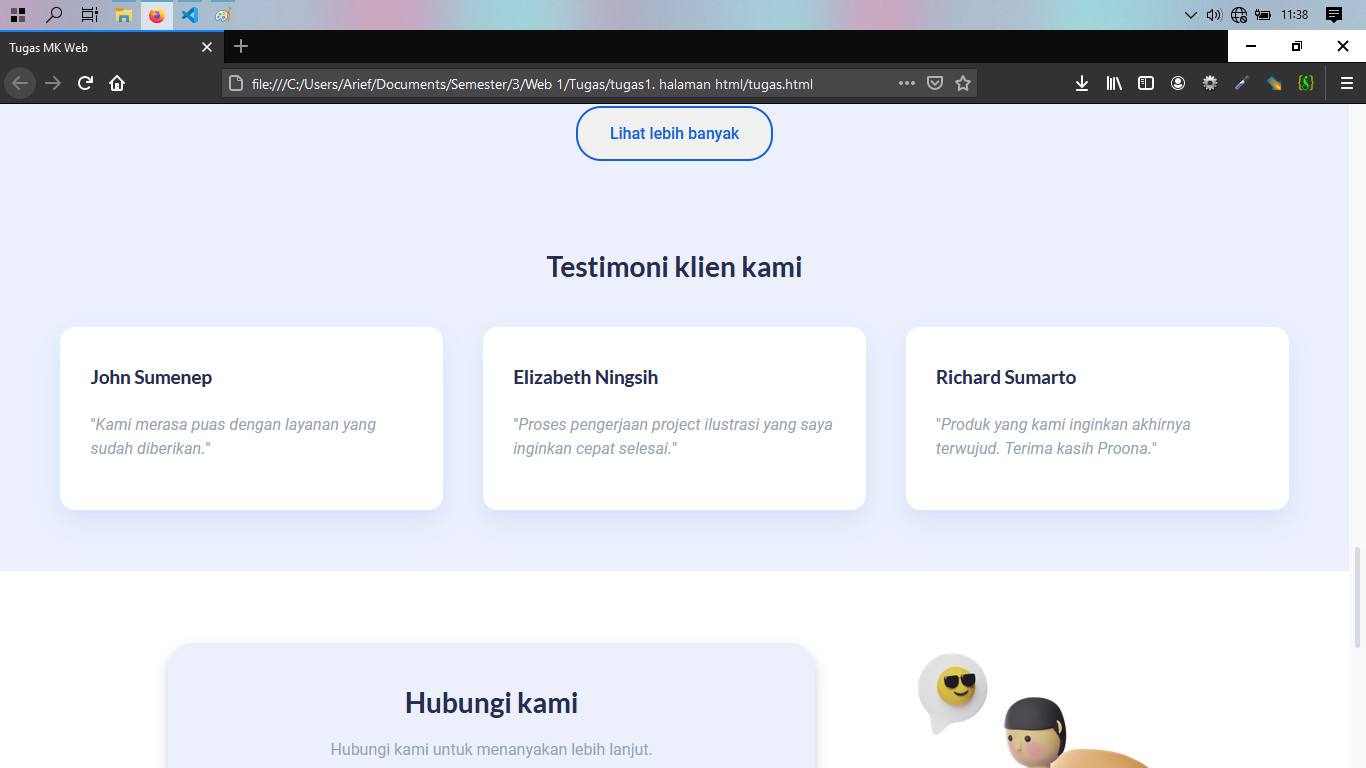 11:38
Tugas MK Web
file:///C:/Users/Arief/Documents/Semester/3/Web 1/Tugas/tugas1. halaman html/tugas.html
Lihat lebih banyak
Testimoni klien kami
John Sumenep
"Kami merasa puas dengan layanan yang
sudah diberikan."
Elizabeth Ningsih
"Proses pengerjaan project ilustrasi yang saya
inginkan cepat selesai."
Richard Sumarto
"Produk yang kami inginkan akhirnya
terwujud. Terima kasih Proona."
Hubungi kami
Hubungi kami untuk menanyakan lebih lanjut.